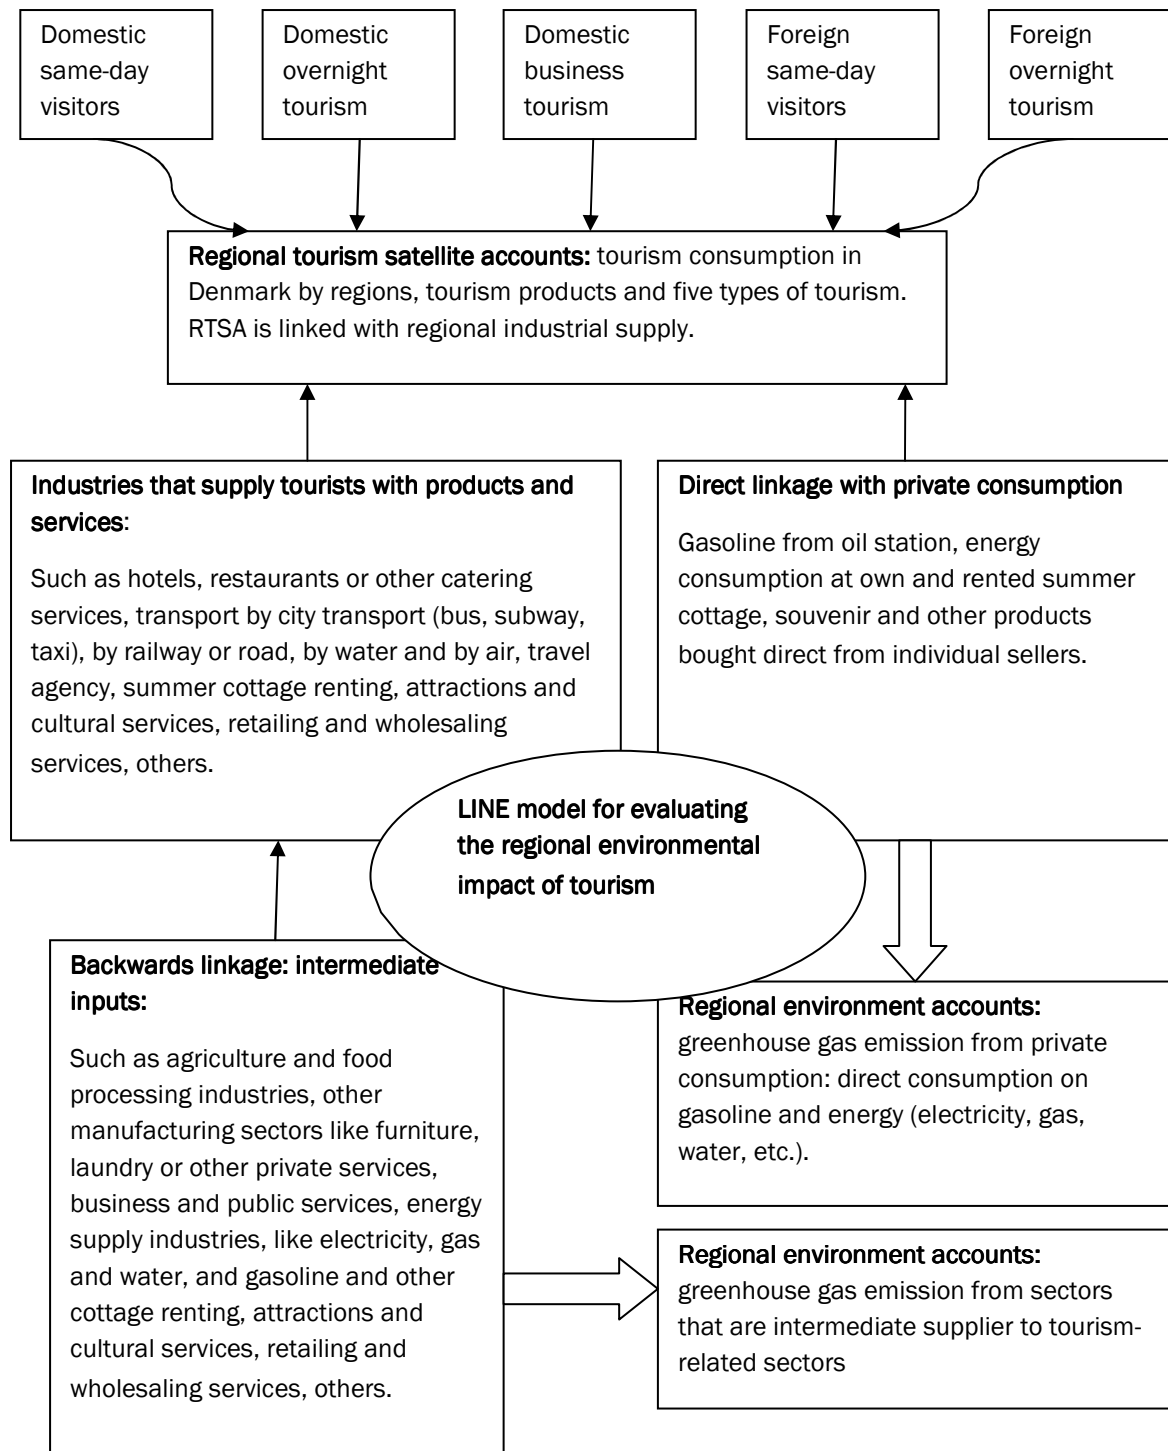 Domestic
same-day
visitors
Domestic
overnight
tourism
Domestic
business
tourism
Foreign
same-day
visitors
Foreign
overnight
tourism
Regional tourism satellite accounts: tourism consumption in
Denmark by regions, tourism products and five types of tourism.
RTSA is linked with regional industrial supply.
Industries that supply tourists with products and
services:
Such as hotels, restaurants or other catering
services, transport by city transport (bus, subway,
taxi), by railway or road, by water and by air, travel
agency, summer cottage renting, attractions and
cultural services, retailing and wholesaling
services, others.
Direct linkage with private consumption
Gasoline from oil station, energy
consumption at own and rented summer
cottage, souvenir and other products
bought direct from individual sellers.
LINE model for evaluating
the regional environmental
impact of tourism
Backwards linkage: intermediate
inputs:
Such as agriculture and food
processing industries, other
manufacturing sectors like furniture,
laundry or other private services,
business and public services, energy
supply industries, like electricity, gas
and water, and gasoline and other
cottage renting, attractions and
cultural services, retailing and
wholesaling services, others.
Regional environment accounts:
greenhouse gas emission from private
consumption: direct consumption on
gasoline and energy (electricity, gas,
water, etc.).
Regional environment accounts:
greenhouse gas emission from sectors
that are intermediate supplier to tourism-
related sectors